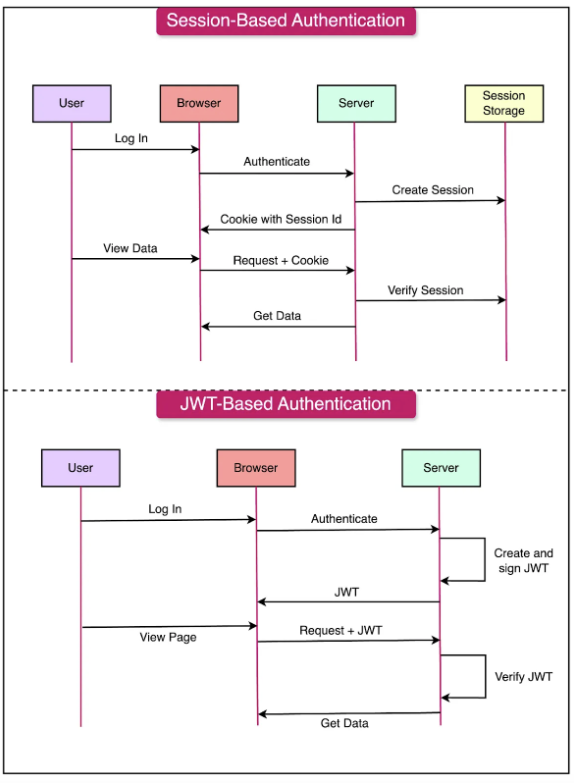 Session-Based Authentication
User
Browser
Server
Session
Storage
Log In
Authenticate
Create Session
Cookie with Session Id
View Data
Request + Cookie
Verify Session
Get Data
JWT-Based Authentication
User
Browser
Server
Log In
Authenticate
Create and
sign JWT
JWT
View Page
Request + JWT
Verify JWT
Get Data